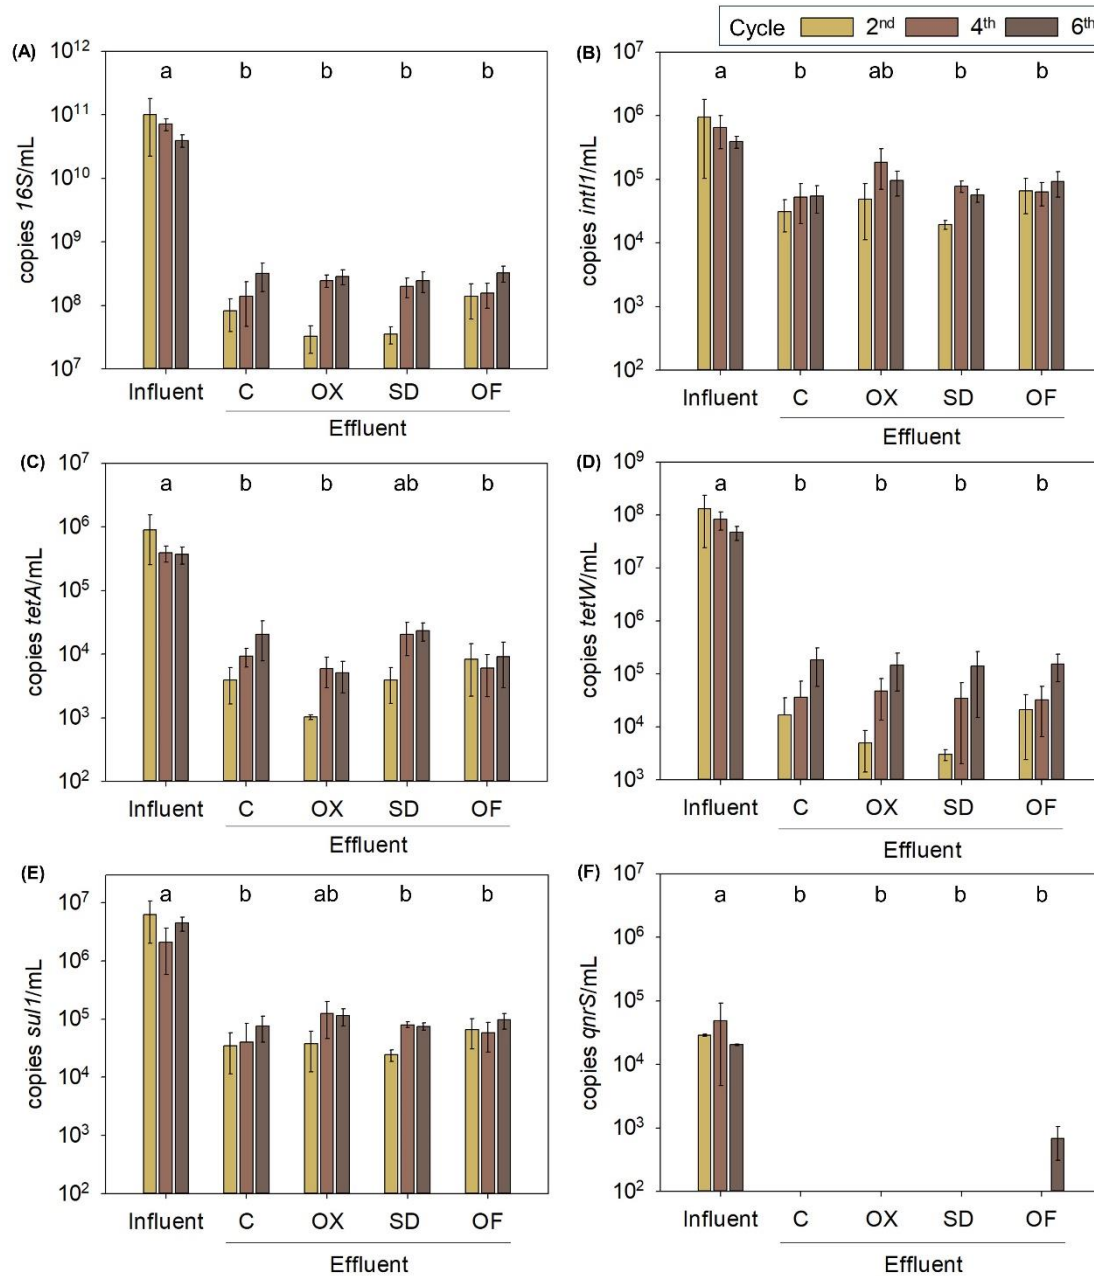 Cycle 2nd 4th 6th
(A)
copies 16S/mL
10^12
10^11
10^10
10^9
10^8
10^7
a b b b b
Influent C OX SD OF
Effluent
(B)
copies intI1/mL
10^7
10^6
10^5
10^4
10^3
10^2
a b ab b b
Influent C OX SD OF
Effluent
(C)
copies tetA/mL
10^7
10^6
10^5
10^4
10^3
10^2
a b b ab b
Influent C OX SD OF
Effluent
(D)
copies tetW/mL
10^9
10^8
10^7
10^6
10^5
10^4
10^3
a b b b b
Influent C OX SD OF
Effluent
(E)
copies sul1/mL
10^7
10^6
10^5
10^4
10^3
10^2
a b ab b b
Influent C OX SD OF
Effluent
(F)
copies qnrS/mL
10^7
10^6
10^5
10^4
10^3
10^2
a b b b b
Influent C OX SD OF
Effluent